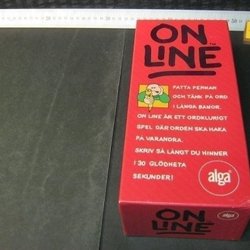 ON
LINE
FATTA PENNAN
OCH TÄNK PÅ ORD
I LÅNGA BANOR.
ON LINE ÄR ETT ORDKLURIGT
SPEL DÄR ORDEN SKA HAKA
PÅ VARANDRA.
SKRIV SÅ LÅNGT DU HINNER
I 30 GLÖDHETA
SEKUNDER!
alga
ON
LINE
alga